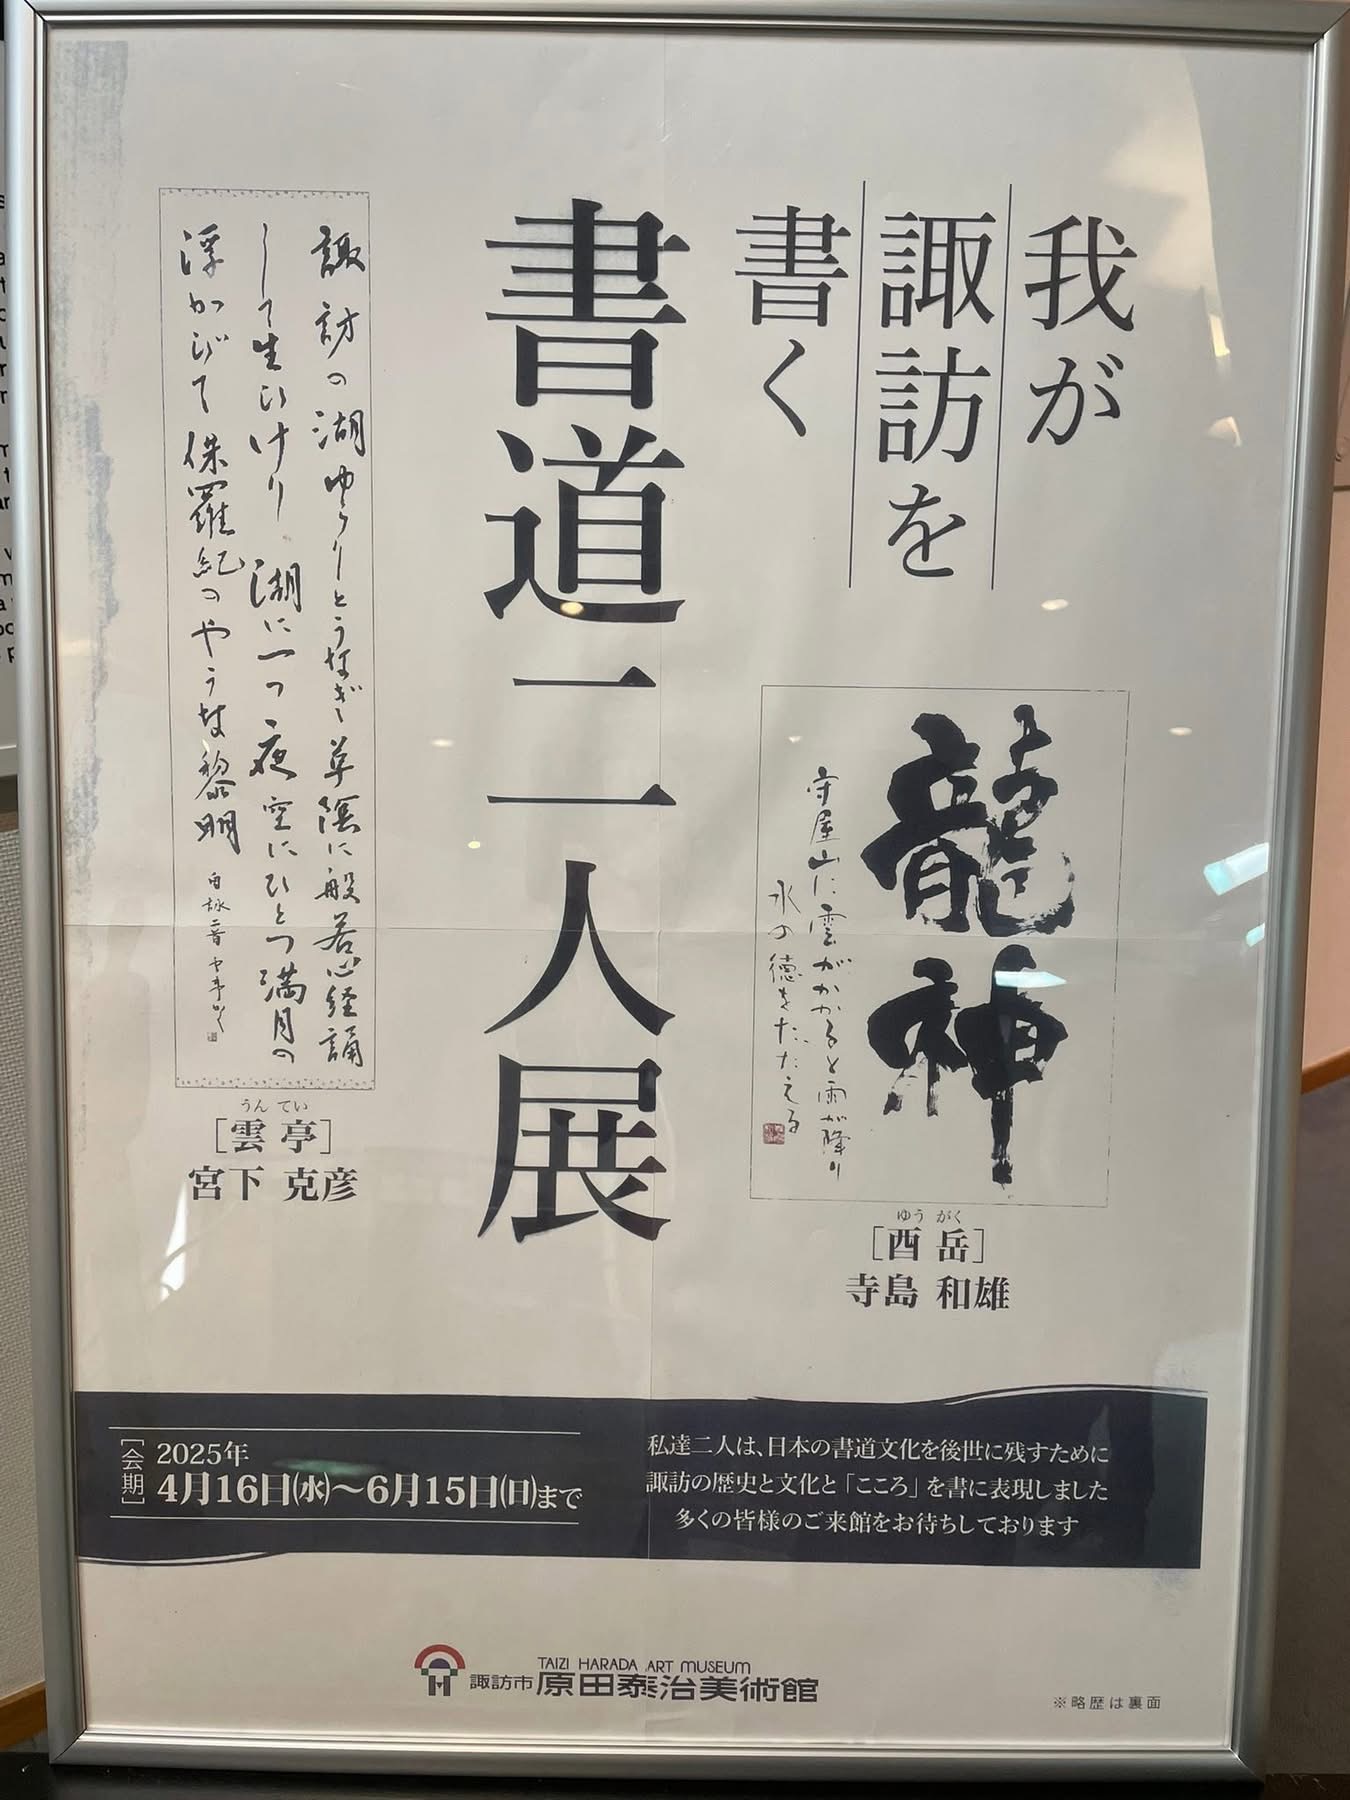 我が
諏訪を
書く
書道二人展
龍神
守屋山に雲がかかると雨が降り
水の徳をたたえる
ゆう がく
［酉 岳］
寺島 和雄
諏訪の湖ゆらりとうなぎ草陰に般若心経誦
して生いけり 湖に一つ夜空にひとつ満月の
浮かびて侏羅紀のやうな黎明
自詠二首
うん てい
［雲 亭］
宮下 克彦
［会期］
2025年
4月16日㈬〜6月15日㈰まで
私達二人は、日本の書道文化を後世に残すために
諏訪の歴史と文化と「こころ」を書に表現しました
多くの皆様のご来館をお待ちしております
TAIZI HARADA ART MUSEUM
諏訪市原田泰治美術館
※略歴は裏面